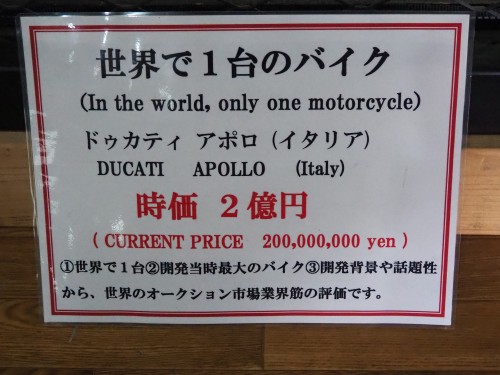 世界で１台のバイク
(In the world, only one motorcycle)
ドゥカティ アポロ (イタリア)
DUCATI APOLLO (Italy)
時価 ２億円
( CURRENT PRICE 200,000,000 yen )
①世界で１台②開発当時最大のバイク③開発背景や話題性
から、世界のオークション市場業界筋の評価です。